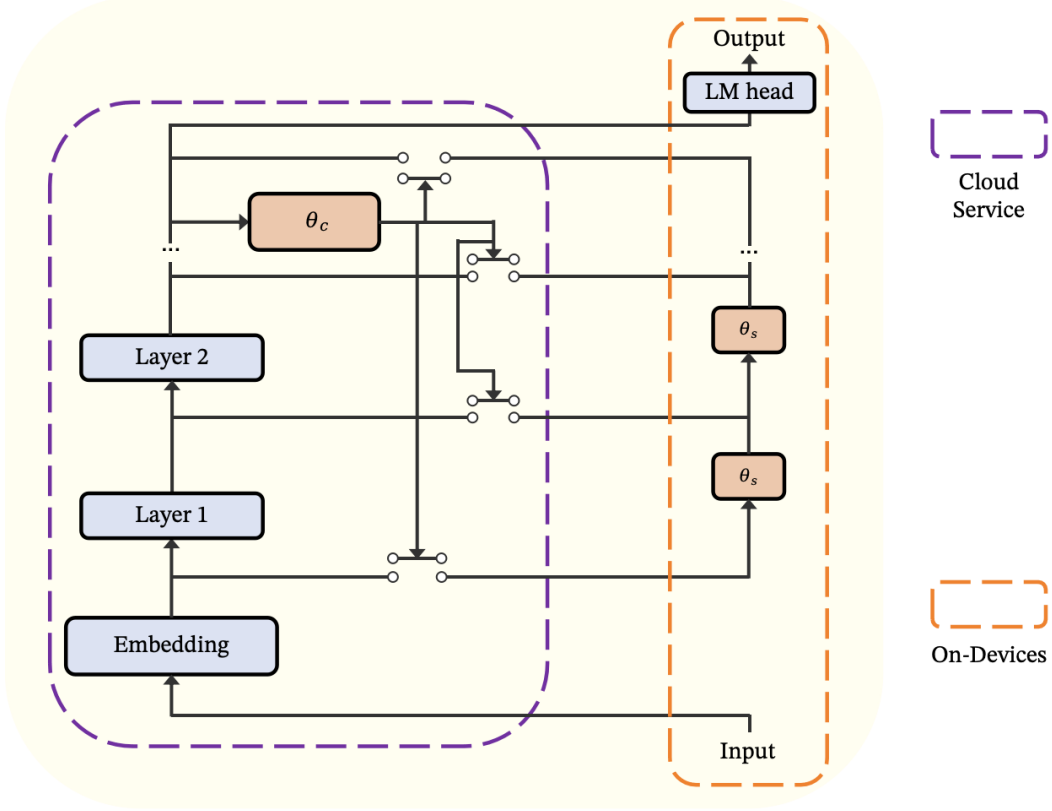 Output
LM head
Cloud
Service
θc
...
...
θs
Layer 2
θs
Layer 1
Embedding
On-Devices
Input